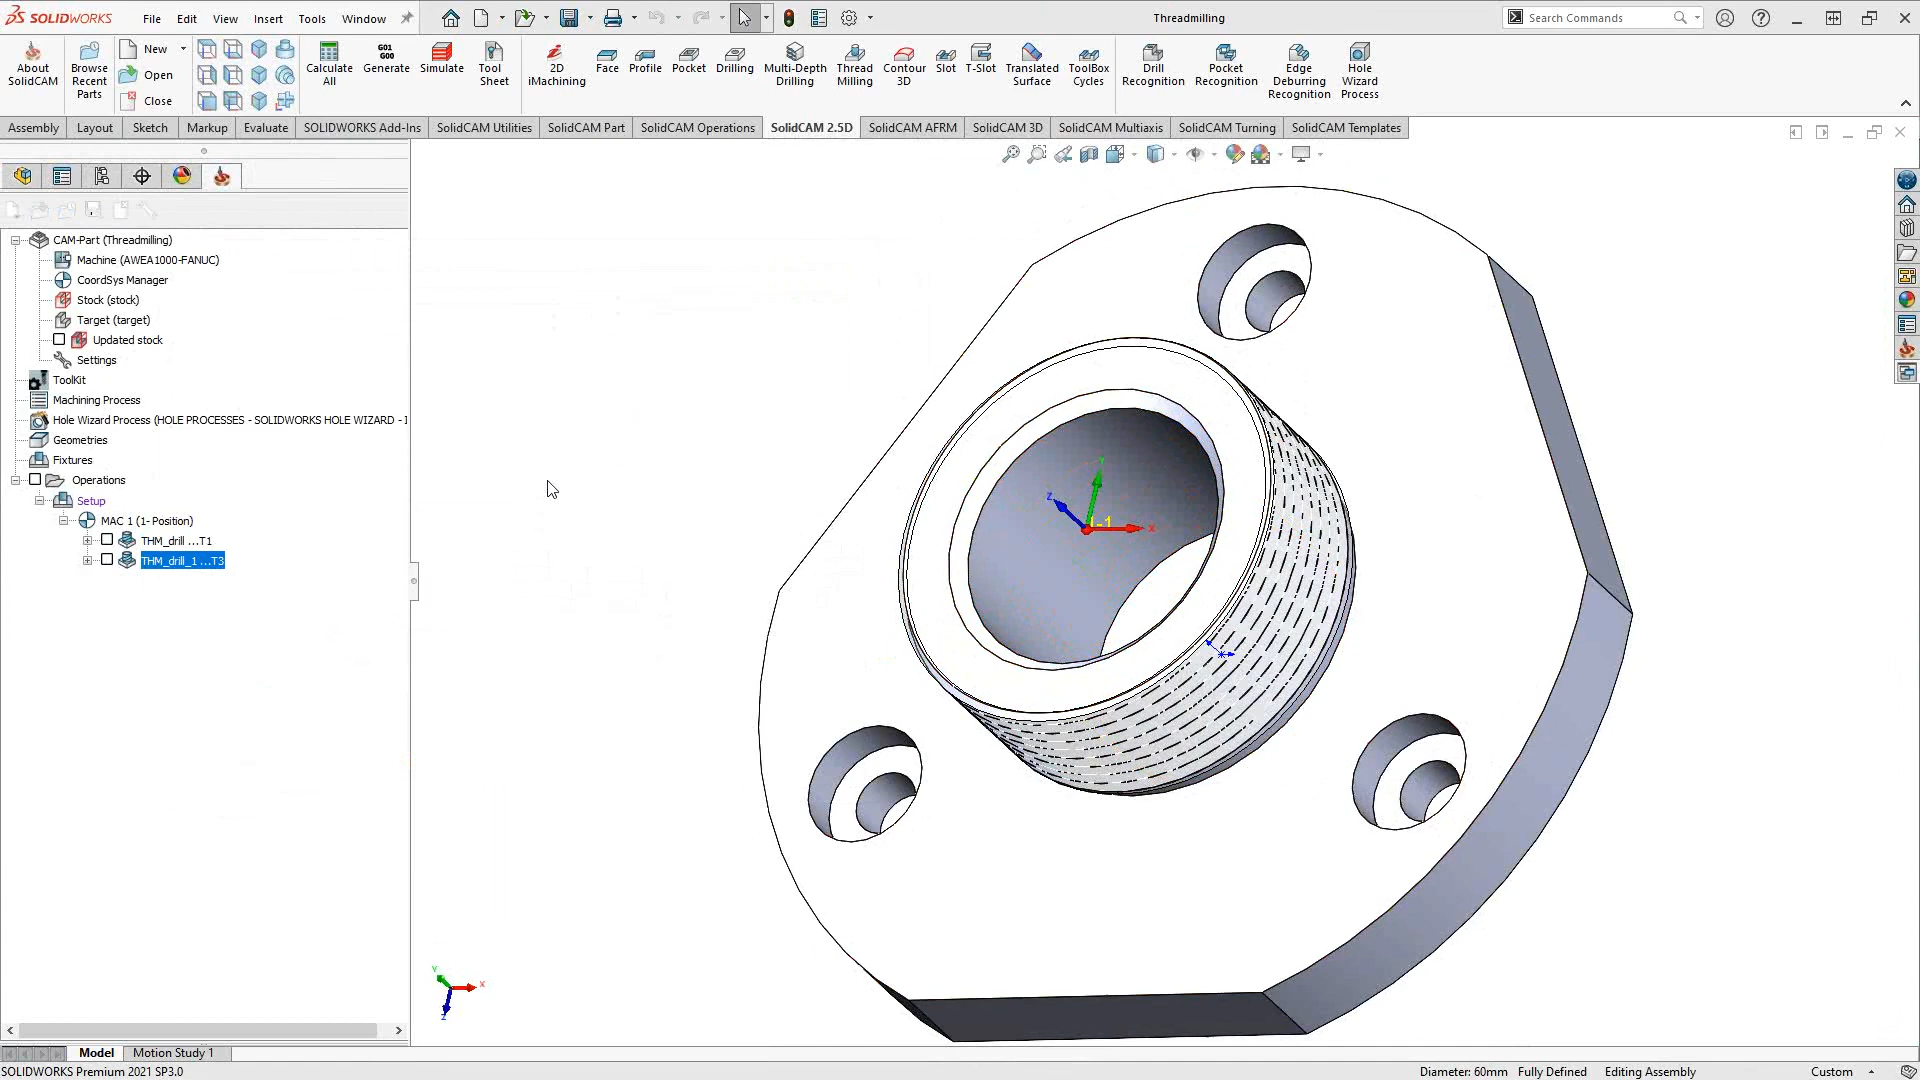 SOLIDWORKS
File Edit View Insert Tools Window
Threadmilling
Search Commands
About SolidCAM
Browse Recent Parts
New
Open
Close
Calculate All
G01 G00 Generate
Simulate
Tool Sheet
2D iMachining
Face
Profile
Pocket
Drilling
Multi-Depth Drilling
Thread Milling
Contour 3D
Slot
T-Slot
Translated Surface
ToolBox Cycles
Drill Recognition
Pocket Recognition
Edge Deburring Recognition
Hole Wizard Process
Assembly Layout Sketch Markup Evaluate SOLIDWORKS Add-Ins SolidCAM Utilities SolidCAM Part SolidCAM Operations SolidCAM 2.5D SolidCAM AFRM SolidCAM 3D SolidCAM Multiaxis SolidCAM Turning SolidCAM Templates
CAM-Part (Threadmilling)
Machine (AWEA1000-FANUC)
CoordSys Manager
Stock (stock)
Target (target)
Updated stock
Settings
ToolKit
Machining Process
Hole Wizard Process (HOLE PROCESSES - SOLIDWORKS HOLE WIZARD - I
Geometries
Fixtures
Operations
Setup
MAC 1 (1- Position)
THM_drill ...T1
THM_drill_1 ...T3
Y
Z
1-1
X
Y
X
Z
Model Motion Study 1
SOLIDWORKS Premium 2021 SP3.0
Diameter: 60mm Fully Defined Editing Assembly Custom